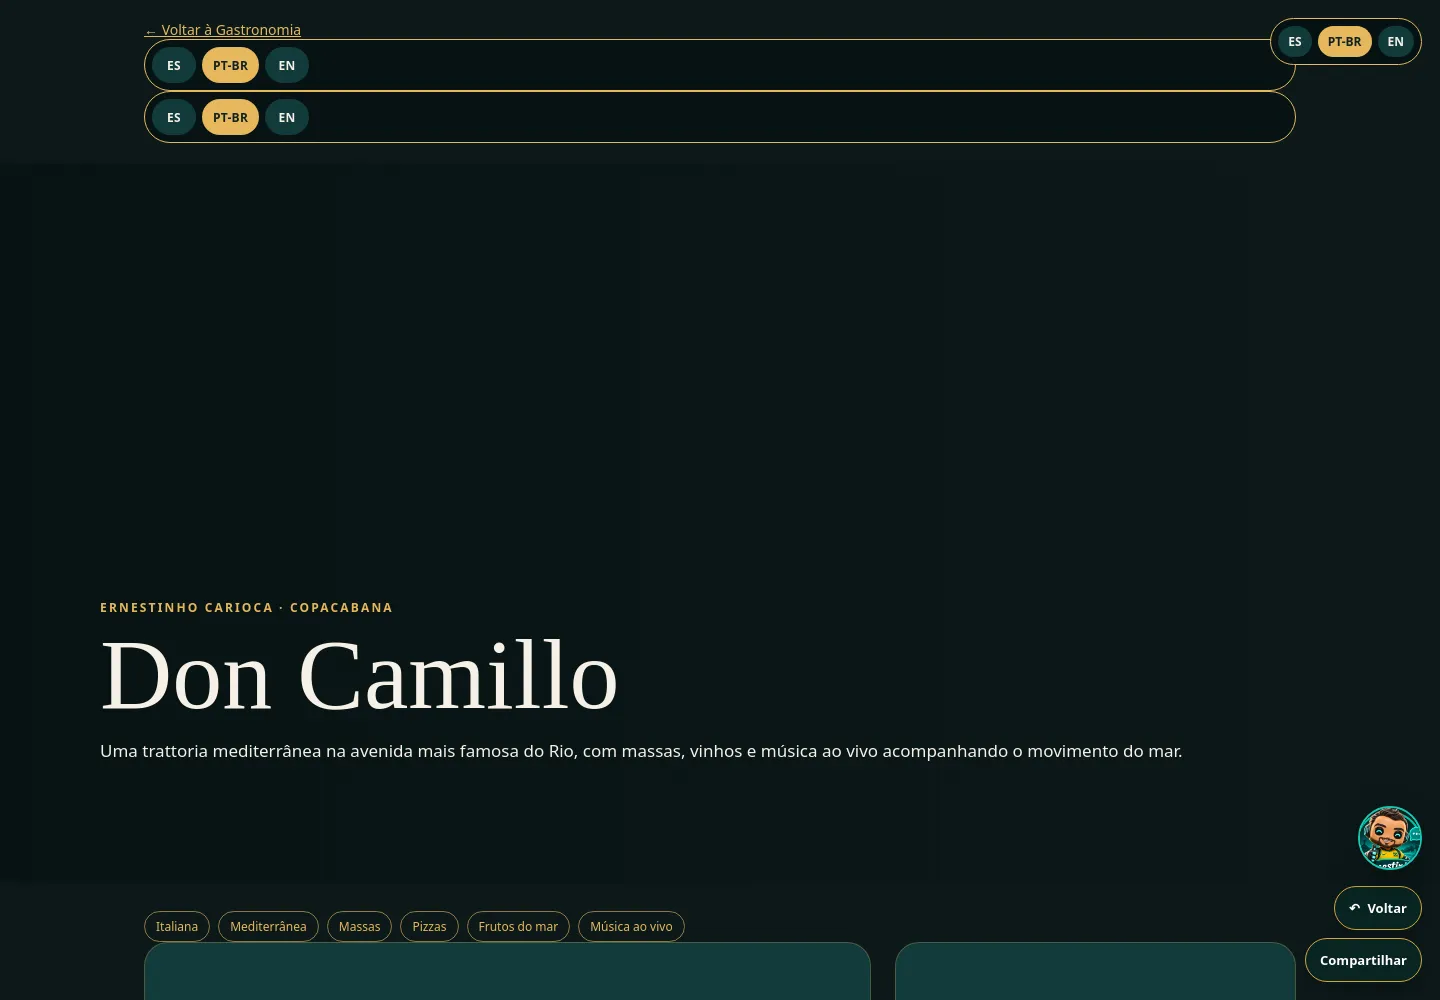 ← Voltar à Gastronomia
ES PT-BR EN
ES PT-BR EN
ES PT-BR EN
ERNESTINHO CARIOCA · COPACABANA
Don Camillo
Uma trattoria mediterrânea na avenida mais famosa do Rio, com massas, vinhos e música ao vivo acompanhando o movimento do mar.
↶ Voltar
Italiana Mediterrânea Massas Pizzas Frutos do mar Música ao vivo
Compartilhar